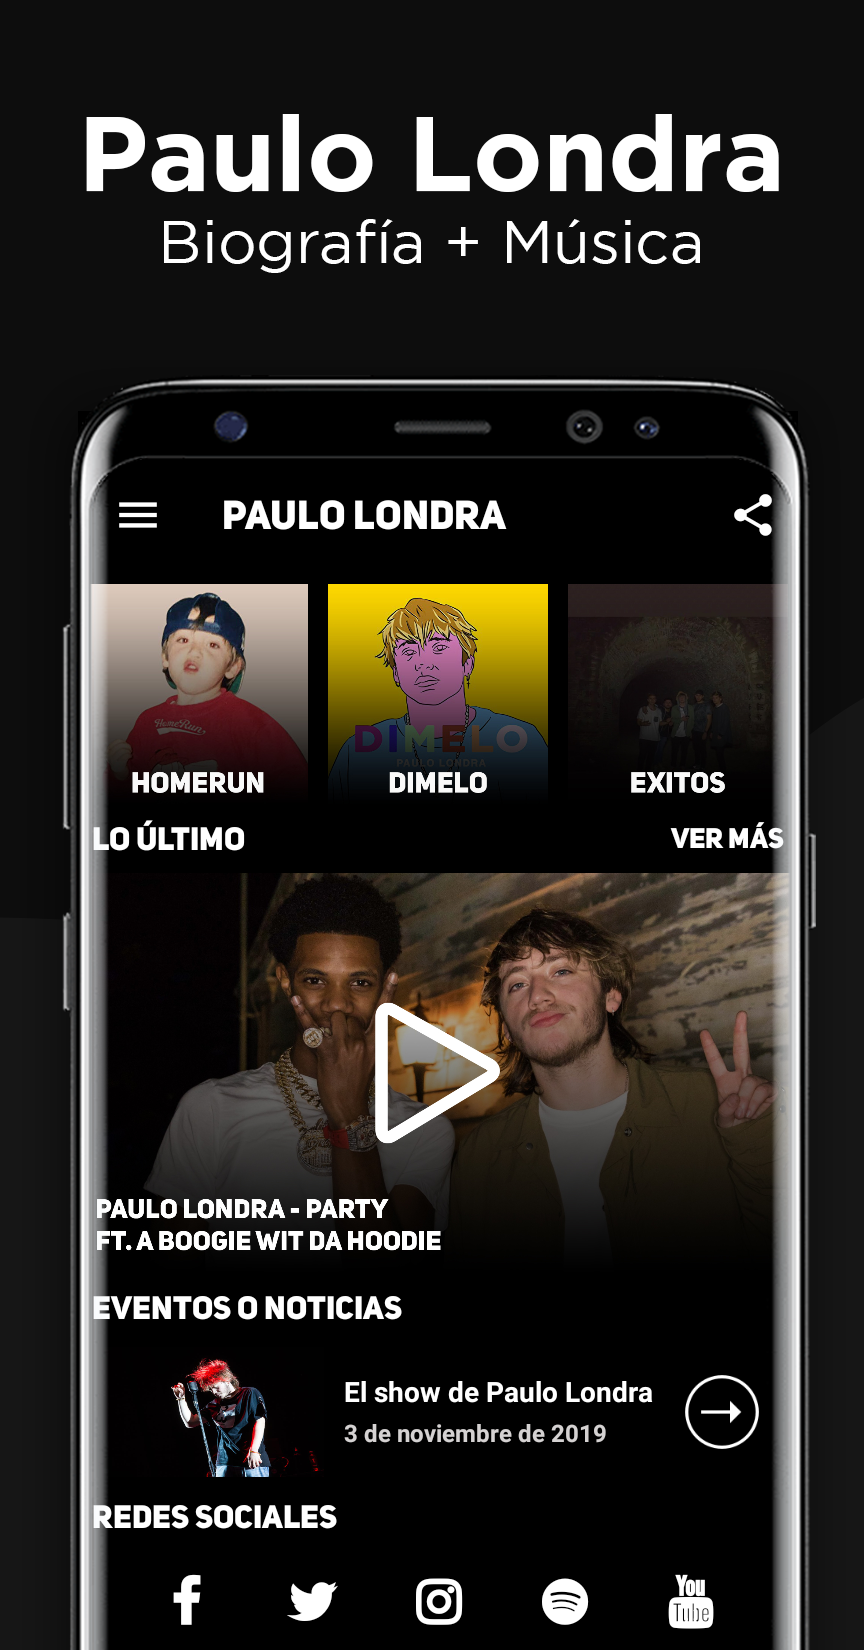 Paulo Londra
Biografía + Música
PAULO LONDRA
HomeRun
DIMELO
PAULO LONDRA
HOMERUN
DIMELO
EXITOS
LO ÚLTIMO
VER MÁS
PAULO LONDRA - PARTY
FT. A BOOGIE WIT DA HOODIE
EVENTOS O NOTICIAS
El show de Paulo Londra
3 de noviembre de 2019
REDES SOCIALES
You
Tube